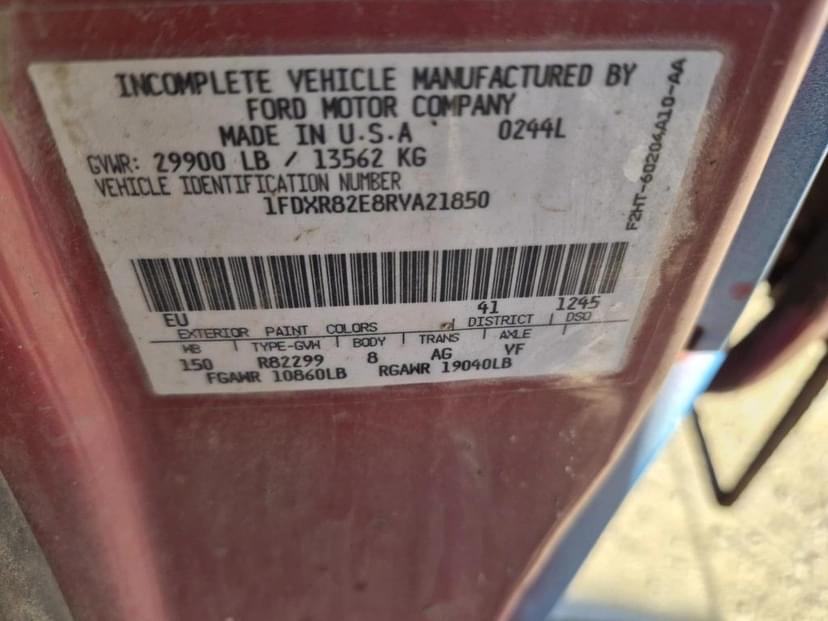 INCOMPLETE VEHICLE MANUFACTURED BY
FORD MOTOR COMPANY
MADE IN U.S.A 0244L
GVWR: 29900 LB / 13562 KG
VEHICLE IDENTIFICATION NUMBER
1FDXR82E8RVA21850
EU 41 1245
EXTERIOR PAINT COLORS DISTRICT DSO
WB TYPE-GVW BODY TRANS AXLE
150 R82299 8 AG VF
FGAWR 10860LB RGAWR 19040LB
F2HT-60204A10-AA